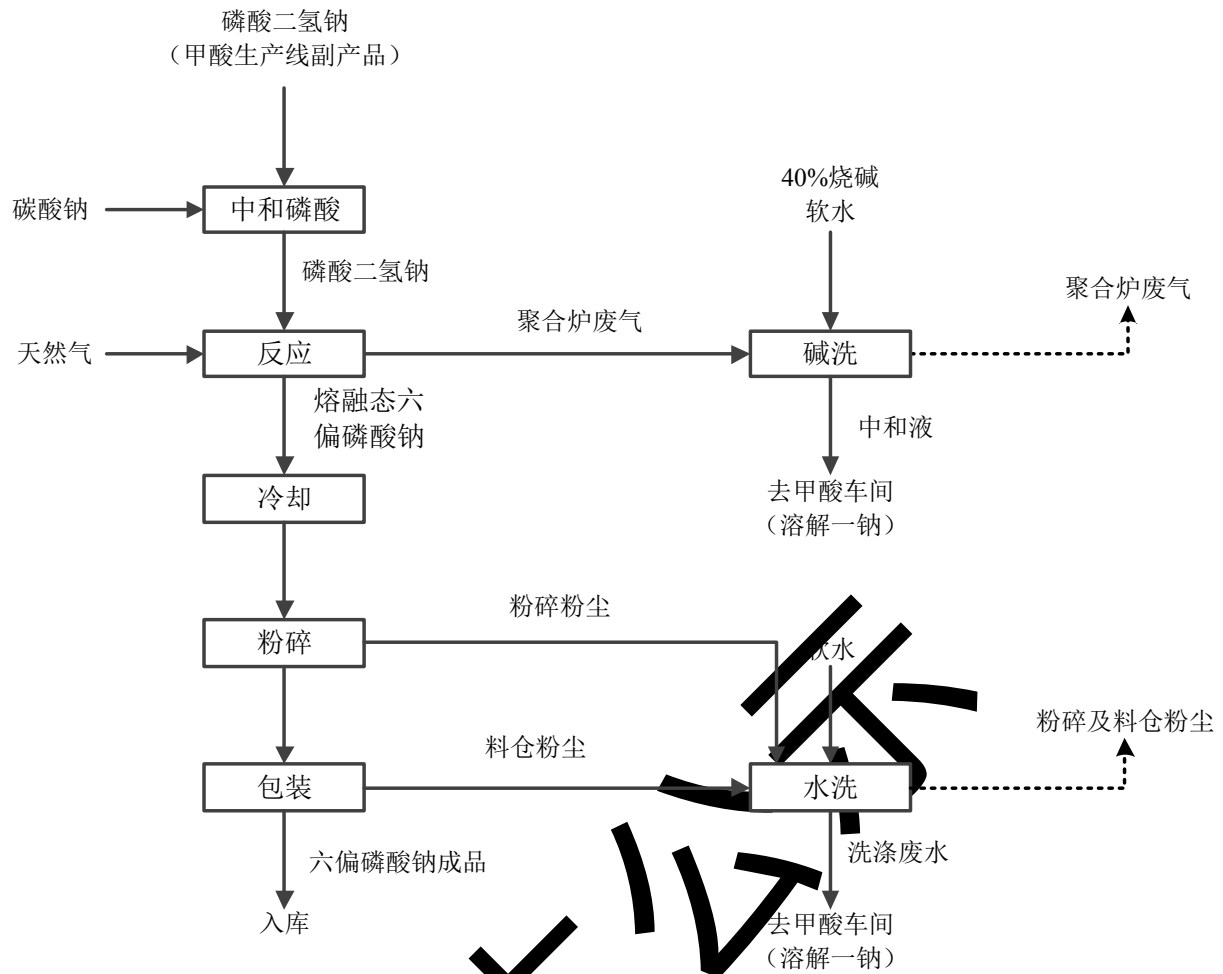 磷酸二氢钠
（甲酸生产线副产品）
40%烧碱
软水
碳酸钠
中和磷酸
磷酸二氢钠
聚合炉废气
聚合炉废气
天然气
反应
碱洗
熔融态六
偏磷酸钠
中和液
冷却
去甲酸车间
（溶解一钠）
粉碎粉尘
粉碎
软水
粉碎及料仓粉尘
料仓粉尘
包装
水洗
六偏磷酸钠成品
洗涤废水
入库
去甲酸车间
（溶解一钠）